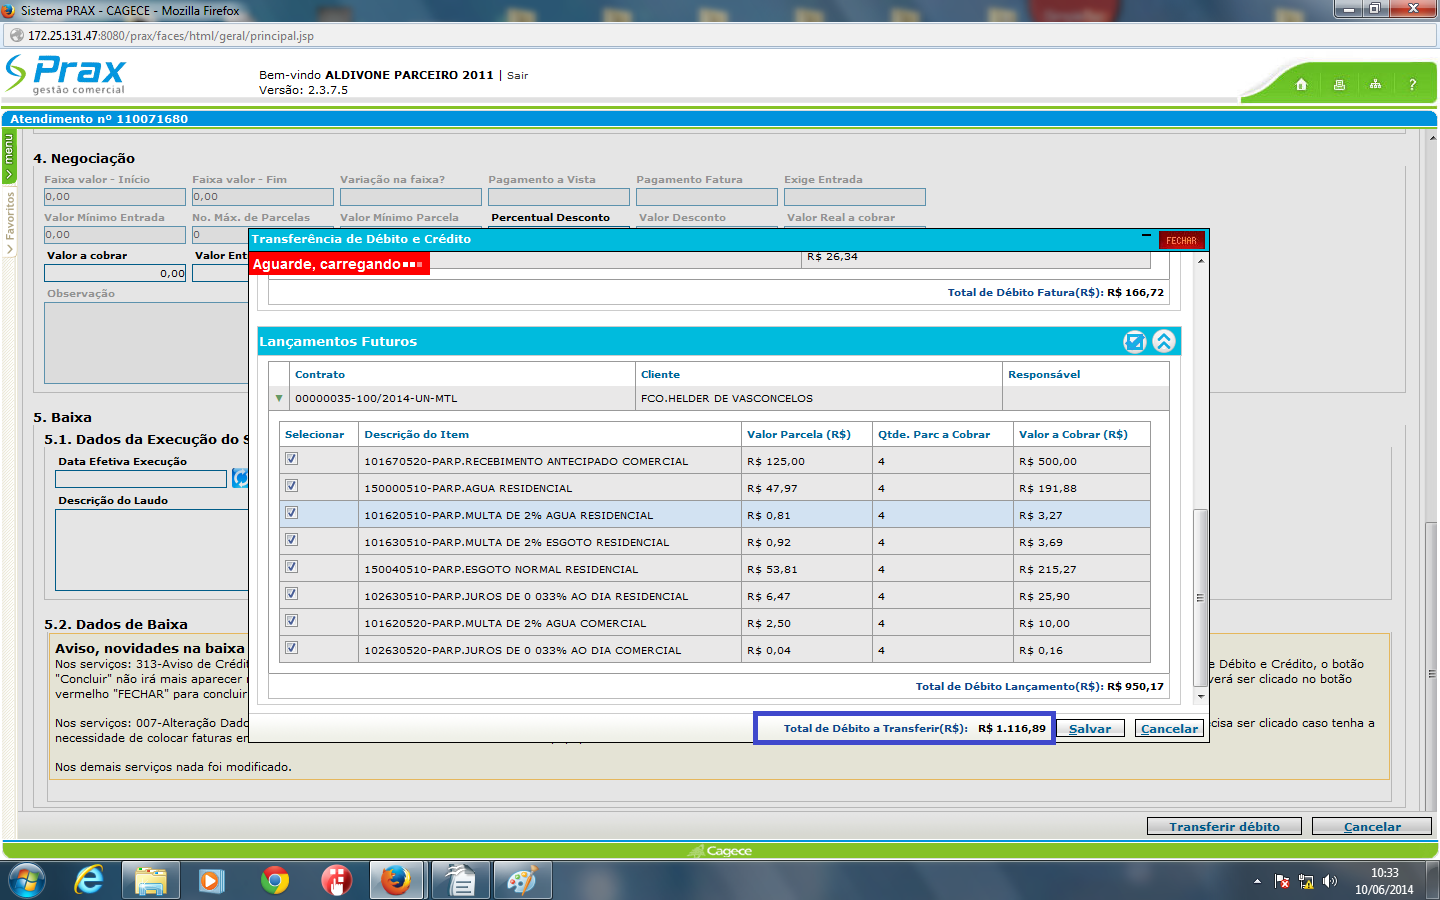 Sistema PRAX - CAGECE - Mozilla Firefox
172.25.131.47:8080/prax/faces/html/geral/principal.jsp
Prax
gestão comercial
Bem-vindo ALDIVONE PARCEIRO 2011 | Sair
Versão: 2.3.7.5
?
Atendimento nº 110071680
menu
Favoritos
4. Negociação
Faixa valor - Início Faixa valor - Fim Variação na faixa? Pagamento a Vista Pagamento Fatura Exige Entrada
0,00 0,00
Valor Mínimo Entrada No. Máx. de Parcelas Valor Mínimo Parcela Percentual Desconto Valor Desconto Valor Real a cobrar
0,00 0
Valor a cobrar Valor Ent
0,00
Observação
5. Baixa
5.1. Dados da Execução do S
Data Efetiva Execução
Descrição do Laudo
5.2. Dados de Baixa
Aviso, novidades na baixa
Nos serviços: 313-Aviso de Crédit
e Débito e Crédito, o botão
"Concluir" não irá mais aparecer
verá ser clicado no botão
vermelho "FECHAR" para concluir
Nos serviços: 007-Alteração Dado
cisa ser clicado caso tenha a
necessidade de colocar faturas em
Nos demais serviços nada foi modificado.
Transferência de Débito e Crédito
FECHAR
Aguarde, carregando
R$ 26,34
Total de Débito Fatura(R$): R$ 166,72
Lançamentos Futuros
Contrato Cliente Responsável
00000035-100/2014-UN-MTL FCO.HELDER DE VASCONCELOS
Selecionar Descrição do Item Valor Parcela (R$) Qtde. Parc a Cobrar Valor a Cobrar (R$)
101670520-PARP.RECEBIMENTO ANTECIPADO COMERCIAL R$ 125,00 4 R$ 500,00
150000510-PARP.AGUA RESIDENCIAL R$ 47,97 4 R$ 191,88
101620510-PARP.MULTA DE 2% AGUA RESIDENCIAL R$ 0,81 4 R$ 3,27
101630510-PARP.MULTA DE 2% ESGOTO RESIDENCIAL R$ 0,92 4 R$ 3,69
150040510-PARP.ESGOTO NORMAL RESIDENCIAL R$ 53,81 4 R$ 215,27
102630510-PARP.JUROS DE 0 033% AO DIA RESIDENCIAL R$ 6,47 4 R$ 25,90
101620520-PARP.MULTA DE 2% AGUA COMERCIAL R$ 2,50 4 R$ 10,00
102630520-PARP.JUROS DE 0 033% AO DIA COMERCIAL R$ 0,04 4 R$ 0,16
Total de Débito Lançamento(R$): R$ 950,17
Total de Débito a Transferir(R$): R$ 1.116,89 Salvar Cancelar
Transferir débito Cancelar
Cagece
10:33
10/06/2014